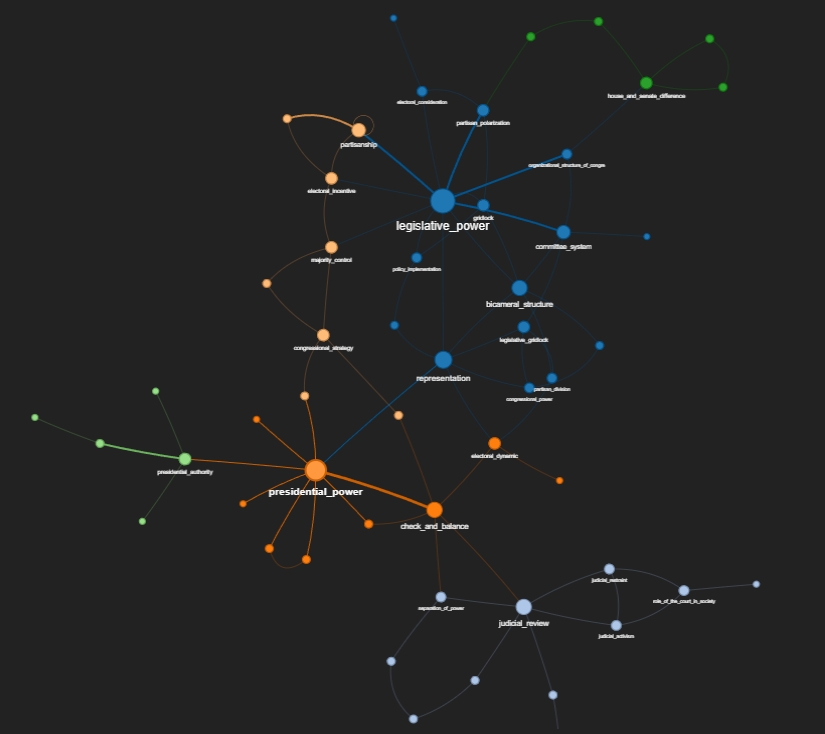 house_and_senate_difference
electoral_consideration
partisan_polarization
partisanship
organizational_structure_of_congre
electoral_incentive
gridlock
legislative_power
committee_system
majority_control
policy_implementation
bicameral_structure
legislative_gridlock
congressional_strategy
representation
partisan_division
congressional_power
electoral_dynamic
presidential_authority
presidential_power
check_and_balance
judicial_restraint
role_of_the_court_in_society
separation_of_power
judicial_review
judicial_activism